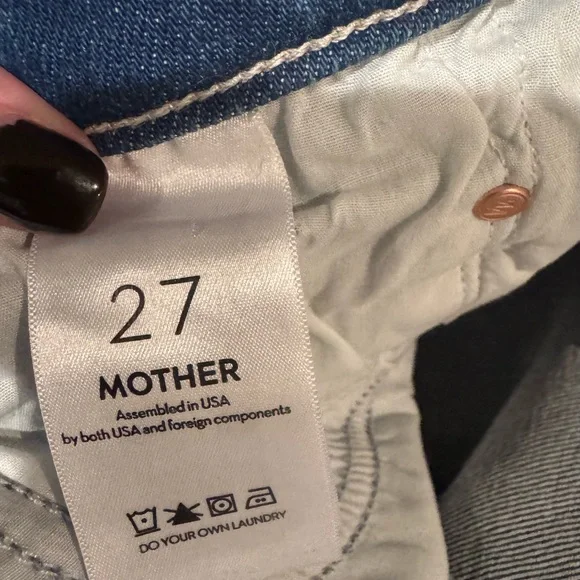 27
MOTHER
Assembled in USA
by both USA and foreign components
DO YOUR OWN LAUNDRY